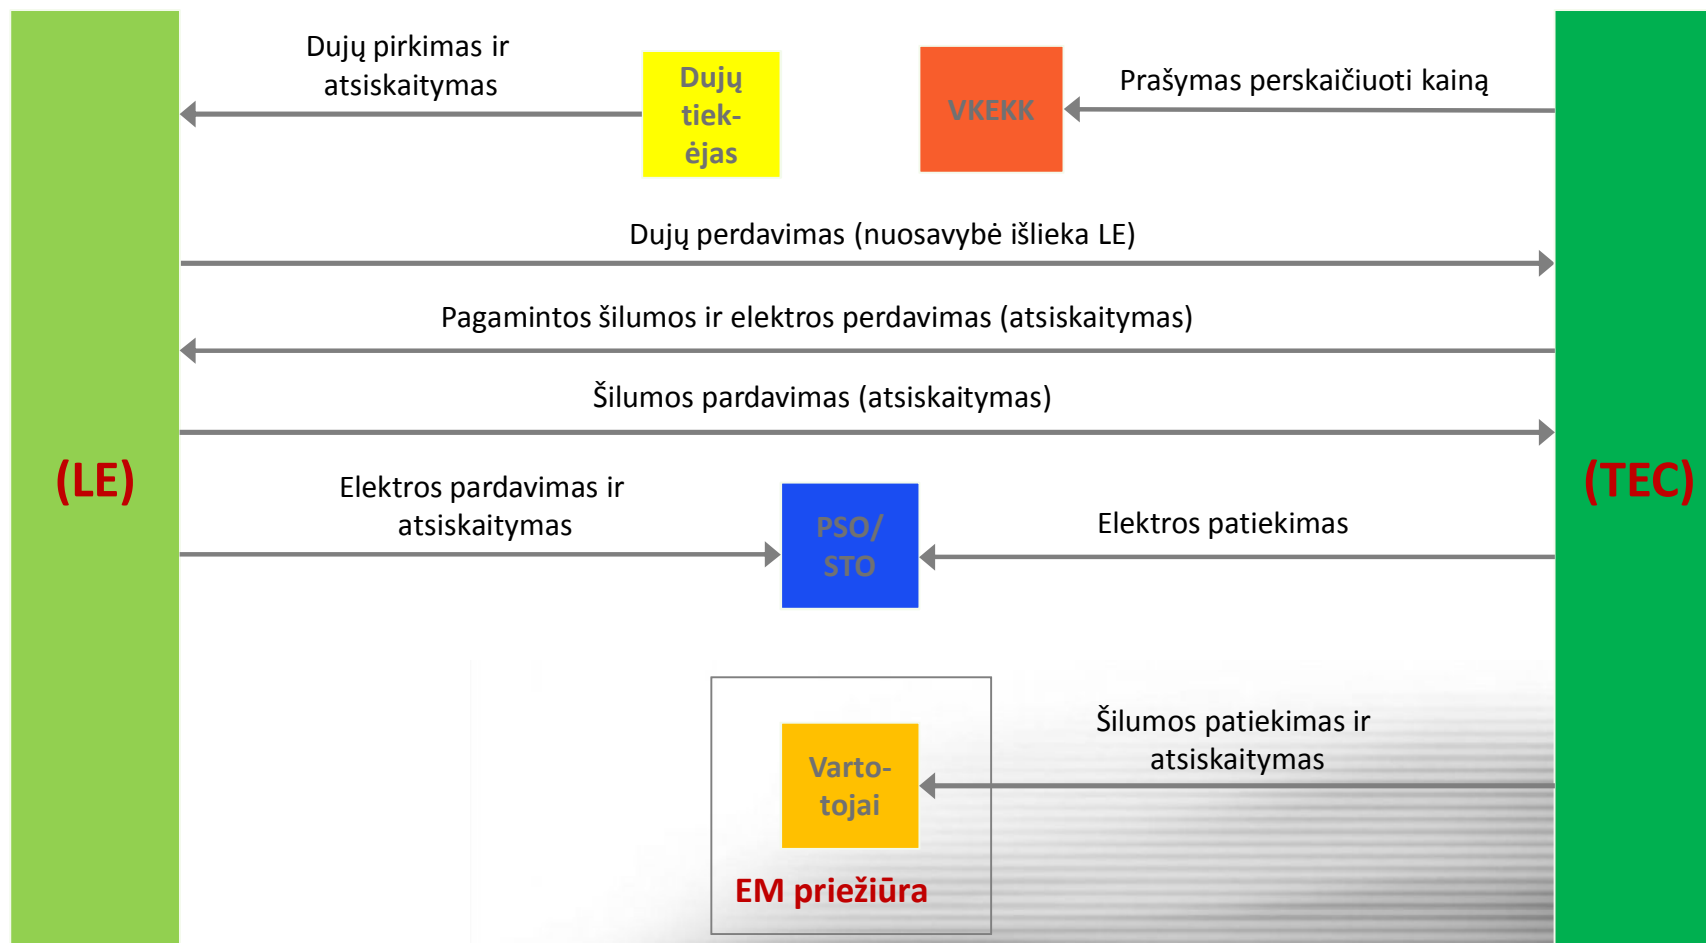 Dujų pirkimas ir
atsiskaitymas
Dujų
tiek-
ėjas
VKEKK
Prašymas perskaičiuoti kainą
Dujų perdavimas (nuosavybė išlieka LE)
Pagamintos šilumos ir elektros perdavimas (atsiskaitymas)
Šilumos pardavimas (atsiskaitymas)
(LE)
(TEC)
Elektros pardavimas ir
atsiskaitymas
PSO/
STO
Elektros patiekimas
Šilumos patiekimas ir
atsiskaitymas
Varto-
tojai
EM priežiūra